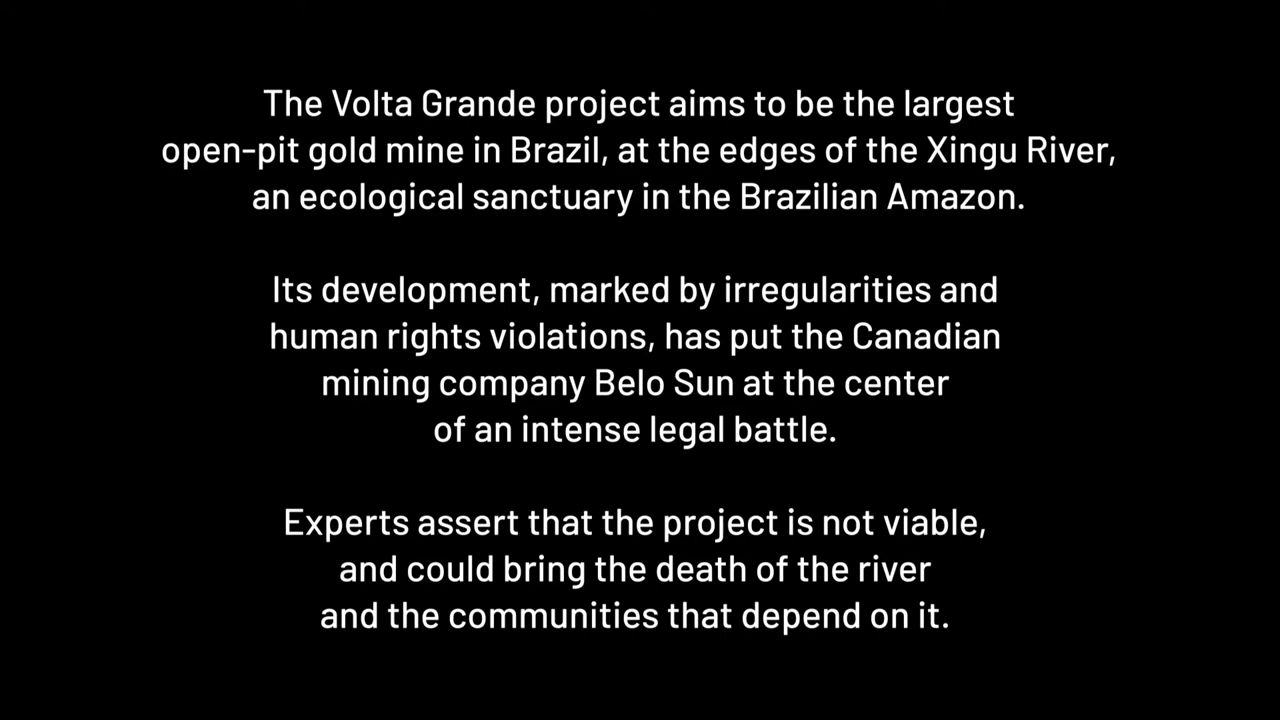 The Volta Grande project aims to be the largest
open-pit gold mine in Brazil, at the edges of the Xingu River,
an ecological sanctuary in the Brazilian Amazon.
Its development, marked by irregularities and
human rights violations, has put the Canadian
mining company Belo Sun at the center
of an intense legal battle.
Experts assert that the project is not viable,
and could bring the death of the river
and the communities that depend on it.